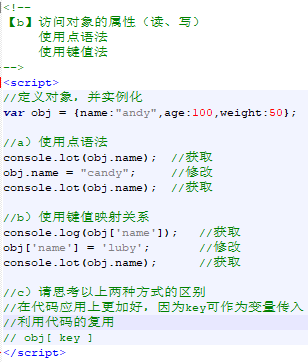 <!--
【b】访问对象的属性（读、写）
使用点语法
使用键值法
-->
<script>
//定义对象，并实例化
var obj = {name:"andy",age:100,weight:50};
//a）使用点语法
console.lot(obj.name); //获取
obj.name = "candy"; //修改
console.lot(obj.name); //获取
//b）使用键值映射关系
console.log(obj['name']); //获取
obj['name'] = 'luby'; //修改
console.lot(obj.name); //获取
//c）请思考以上两种方式的区别
//在代码应用上更加好，因为key可作为变量传入
//利用代码的复用
// obj[ key ]
</script>